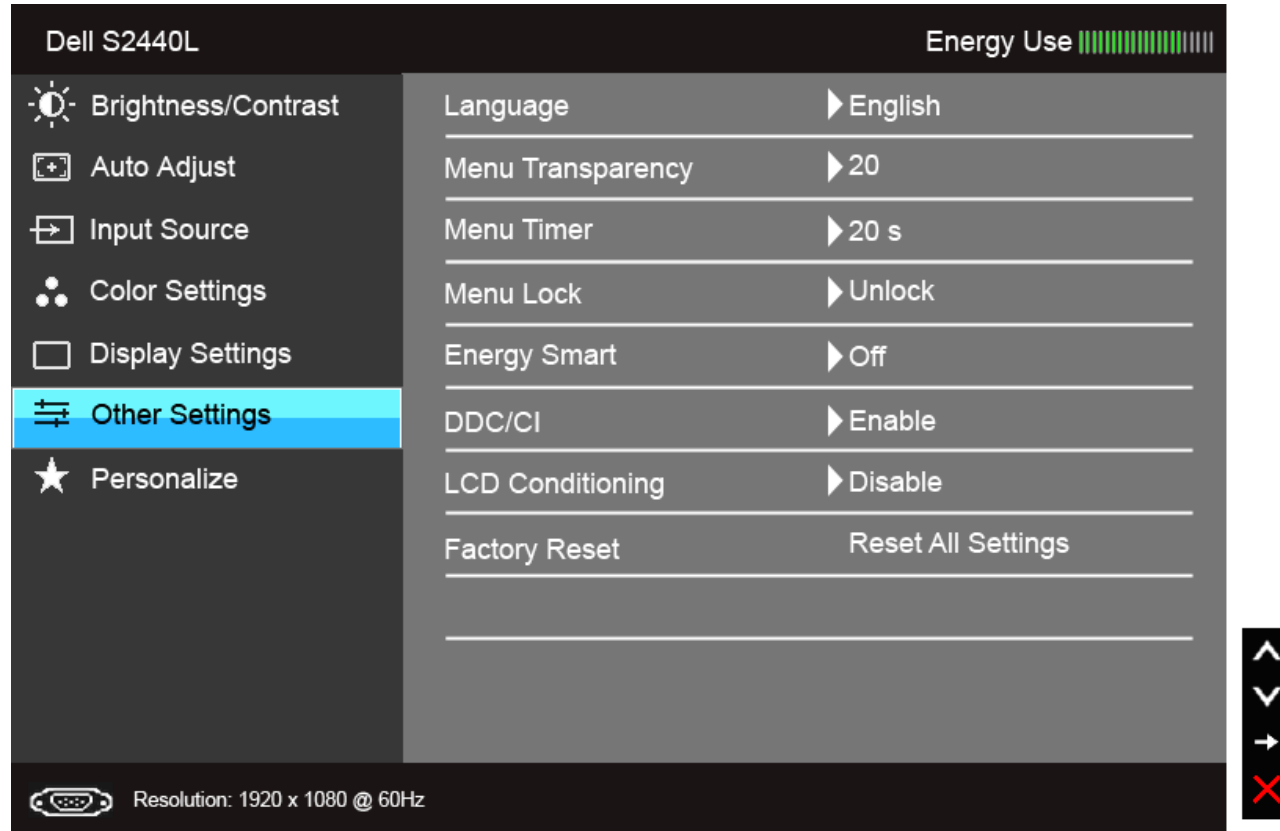 Dell S2440L Energy Use
Brightness/Contrast
Auto Adjust
Input Source
Color Settings
Display Settings
Other Settings
Personalize
Language English
Menu Transparency 20
Menu Timer 20 s
Menu Lock Unlock
Energy Smart Off
DDC/CI Enable
LCD Conditioning Disable
Factory Reset Reset All Settings
Resolution: 1920 x 1080 @ 60Hz